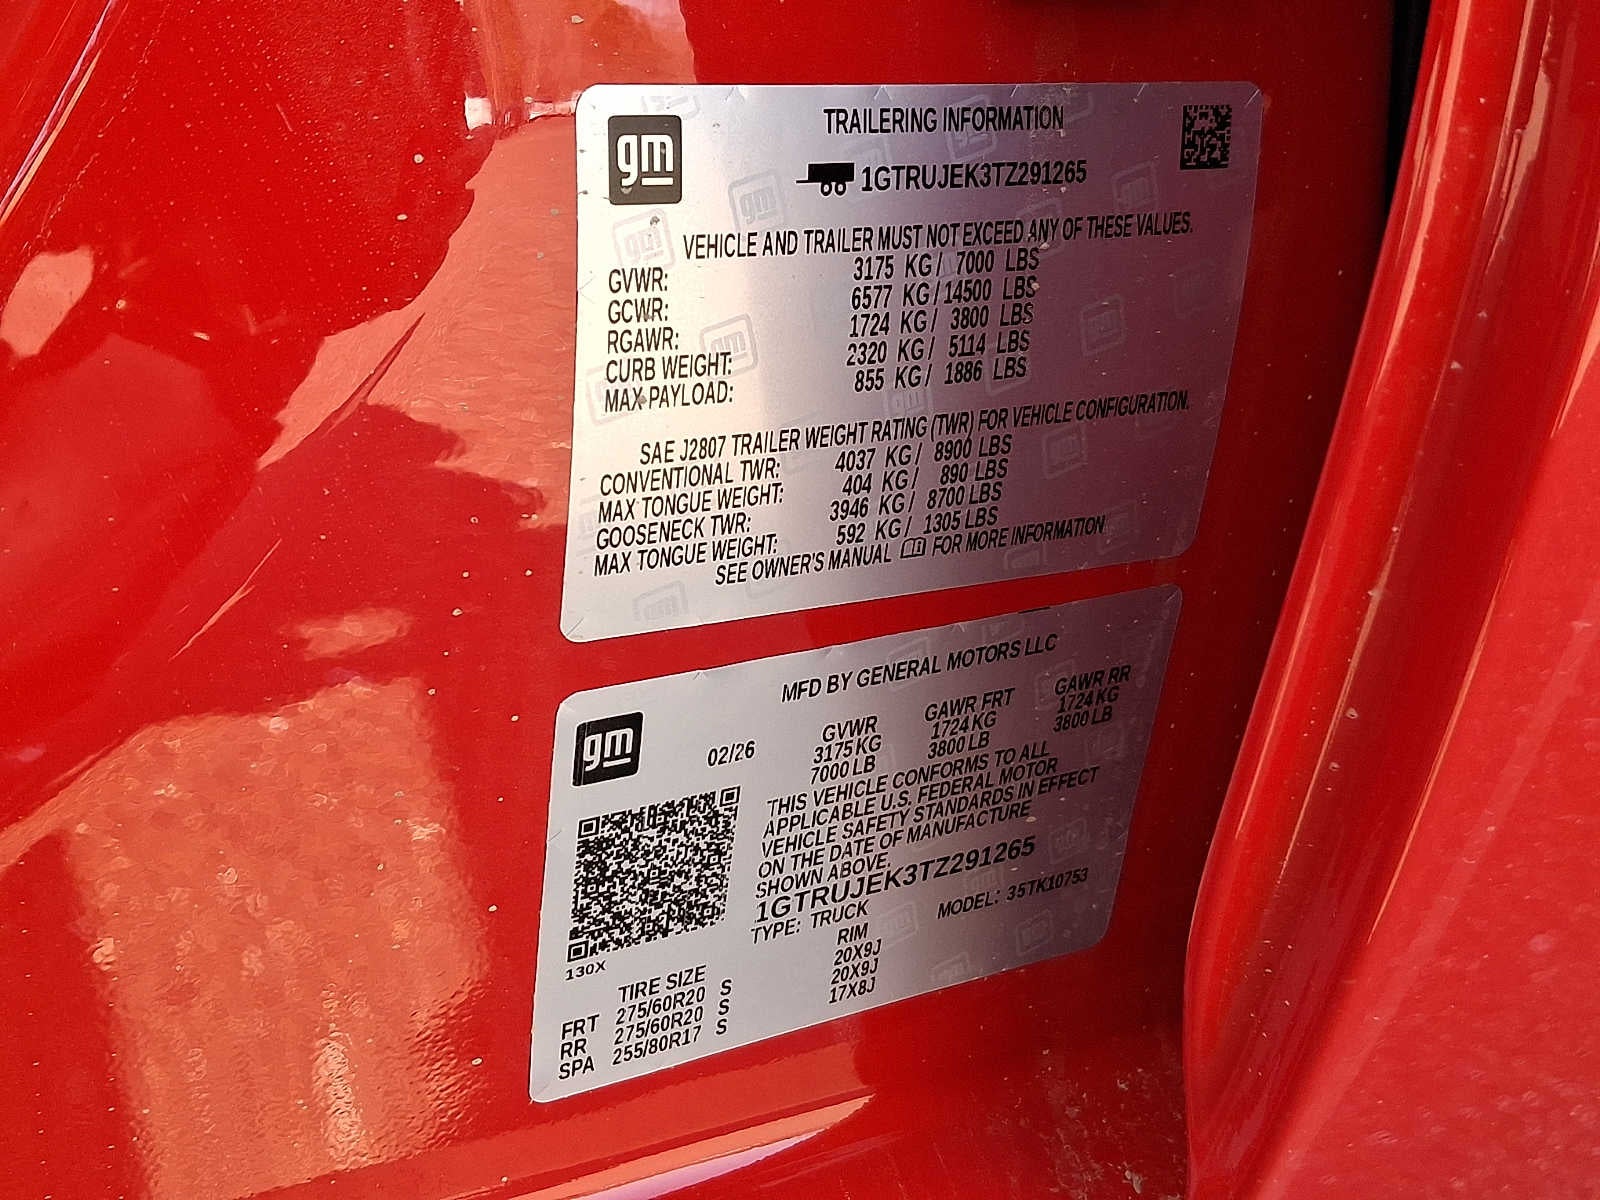 gm
TRAILERING INFORMATION
1GTRUJEK3TZ291265
VEHICLE AND TRAILER MUST NOT EXCEED ANY OF THESE VALUES.
GVWR: 3175 KG / 7000 LBS
GCWR: 6577 KG / 14500 LBS
RGAWR: 1724 KG / 3800 LBS
CURB WEIGHT: 2320 KG / 5114 LBS
MAX PAYLOAD: 855 KG / 1886 LBS
SAE J2807 TRAILER WEIGHT RATING (TWR) FOR VEHICLE CONFIGURATION.
CONVENTIONAL TWR: 4037 KG / 8900 LBS
MAX TONGUE WEIGHT: 404 KG / 890 LBS
GOOSENECK TWR: 3946 KG / 8700 LBS
MAX TONGUE WEIGHT: 592 KG / 1305 LBS
SEE OWNER'S MANUAL FOR MORE INFORMATION
gm
MFD BY GENERAL MOTORS LLC
02/26
GVWR GAWR FRT GAWR RR
3175 KG 1724 KG 1724 KG
7000 LB 3800 LB 3800 LB
THIS VEHICLE CONFORMS TO ALL
APPLICABLE U.S. FEDERAL MOTOR
VEHICLE SAFETY STANDARDS IN EFFECT
ON THE DATE OF MANUFACTURE
SHOWN ABOVE.
1GTRUJEK3TZ291265
TYPE: TRUCK MODEL: 35TK10753
130X
TIRE SIZE RIM
FRT 275/60R20 S 20X9J
RR 275/60R20 S 20X9J
SPA 255/80R17 S 17X8J